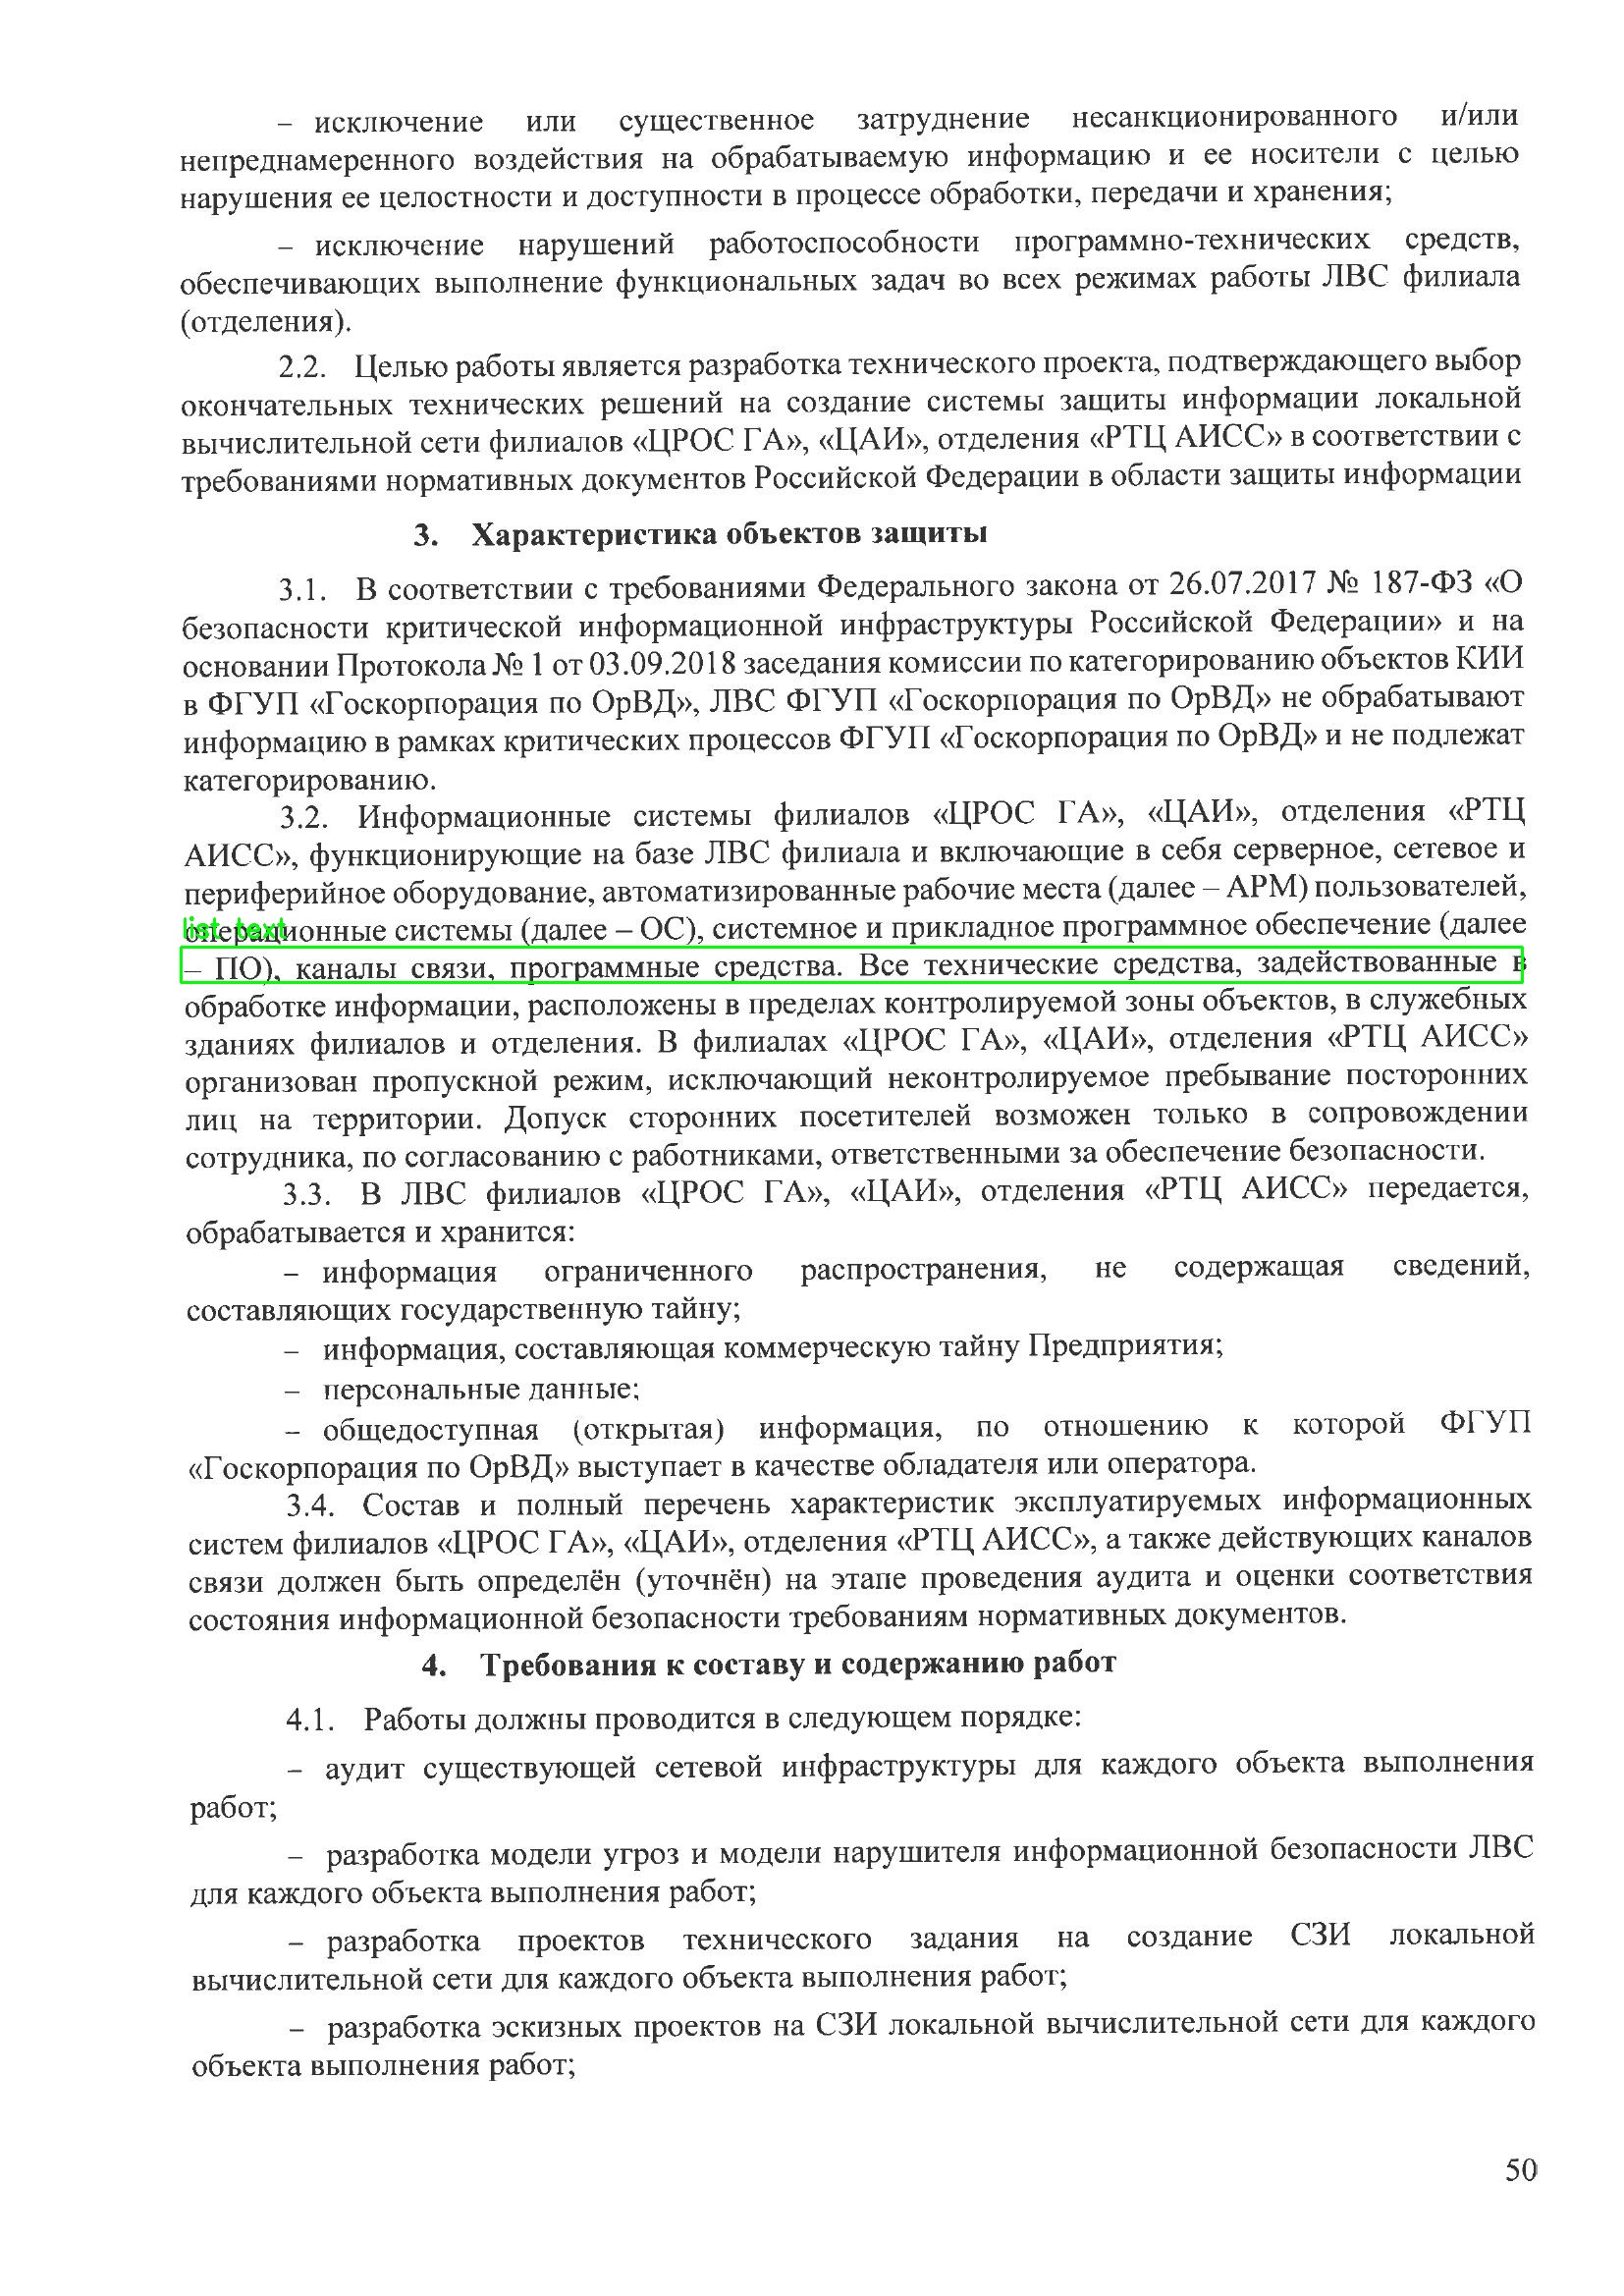 – исключение или существенное затруднение несанкционированного и/или
непреднамеренного воздействия на обрабатываемую информацию и ее носители с целью
нарушения ее целостности и доступности в процессе обработки, передачи и хранения;
– исключение нарушений работоспособности программно-технических средств,
обеспечивающих выполнение функциональных задач во всех режимах работы ЛВС филиала
(отделения).
2.2. Целью работы является разработка технического проекта, подтверждающего выбор
окончательных технических решений на создание системы защиты информации локальной
вычислительной сети филиалов «ЦРОС ГА», «ЦАИ», отделения «РТЦ АИСС» в соответствии с
требованиями нормативных документов Российской Федерации в области защиты информации
3. Характеристика объектов защиты
3.1. В соответствии с требованиями Федерального закона от 26.07.2017 № 187-ФЗ «О
безопасности критической информационной инфраструктуры Российской Федерации» и на
основании Протокола № 1 от 03.09.2018 заседания комиссии по категорированию объектов КИИ
в ФГУП «Госкорпорация по ОрВД», ЛВС ФГУП «Госкорпорация по ОрВД» не обрабатывают
информацию в рамках критических процессов ФГУП «Госкорпорация по ОрВД» и не подлежат
категорированию.
3.2. Информационные системы филиалов «ЦРОС ГА», «ЦАИ», отделения «РТЦ
АИСС», функционирующие на базе ЛВС филиала и включающие в себя серверное, сетевое и
периферийное оборудование, автоматизированные рабочие места (далее – АРМ) пользователей,
list_text
операционные системы (далее – ОС), системное и прикладное программное обеспечение (далее
– ПО), каналы связи, программные средства. Все технические средства, задействованные в
обработке информации, расположены в пределах контролируемой зоны объектов, в служебных
зданиях филиалов и отделения. В филиалах «ЦРОС ГА», «ЦАИ», отделения «РТЦ АИСС»
организован пропускной режим, исключающий неконтролируемое пребывание посторонних
лиц на территории. Допуск сторонних посетителей возможен только в сопровождении
сотрудника, по согласованию с работниками, ответственными за обеспечение безопасности.
3.3. В ЛВС филиалов «ЦРОС ГА», «ЦАИ», отделения «РТЦ АИСС» передается,
обрабатывается и хранится:
– информация ограниченного распространения, не содержащая сведений,
составляющих государственную тайну;
– информация, составляющая коммерческую тайну Предприятия;
– персональные данные;
– общедоступная (открытая) информация, по отношению к которой ФГУП
«Госкорпорация по ОрВД» выступает в качестве обладателя или оператора.
3.4. Состав и полный перечень характеристик эксплуатируемых информационных
систем филиалов «ЦРОС ГА», «ЦАИ», отделения «РТЦ АИСС», а также действующих каналов
связи должен быть определён (уточнён) на этапе проведения аудита и оценки соответствия
состояния информационной безопасности требованиям нормативных документов.
4. Требования к составу и содержанию работ
4.1. Работы должны проводится в следующем порядке:
– аудит существующей сетевой инфраструктуры для каждого объекта выполнения
работ;
– разработка модели угроз и модели нарушителя информационной безопасности ЛВС
для каждого объекта выполнения работ;
– разработка проектов технического задания на создание СЗИ локальной
вычислительной сети для каждого объекта выполнения работ;
– разработка эскизных проектов на СЗИ локальной вычислительной сети для каждого
объекта выполнения работ;
50